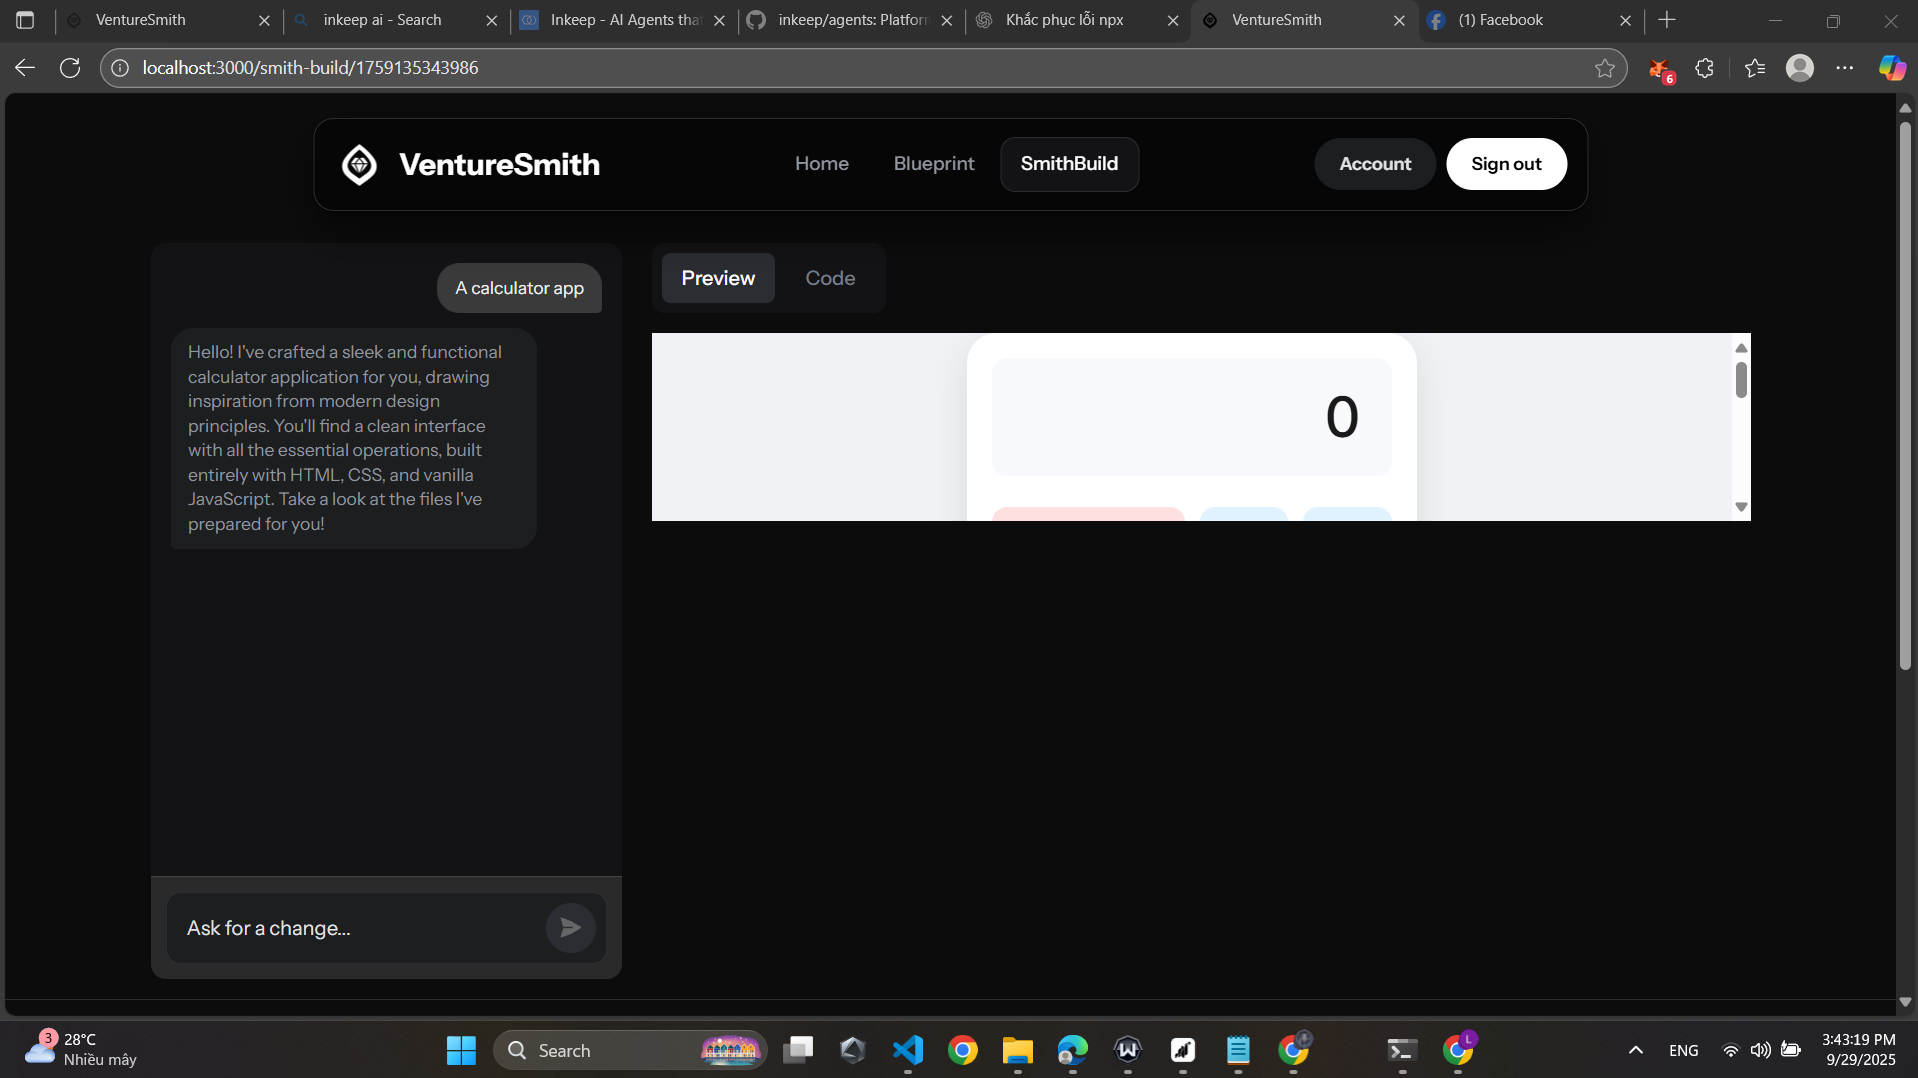 VentureSmith
inkeep ai - Search
Inkeep - AI Agents that
inkeep/agents: Platform
Khắc phục lỗi npx
VentureSmith
(1) Facebook
localhost:3000/smith-build/1759135343986
6
VentureSmith
Home
Blueprint
SmithBuild
Account
Sign out
A calculator app
Hello! I've crafted a sleek and functional
calculator application for you, drawing
inspiration from modern design
principles. You'll find a clean interface
with all the essential operations, built
entirely with HTML, CSS, and vanilla
JavaScript. Take a look at the files I've
prepared for you!
Ask for a change...
Preview
Code
0
3
28°C
Nhiều mây
Search
L
ENG
3:43:19 PM
9/29/2025